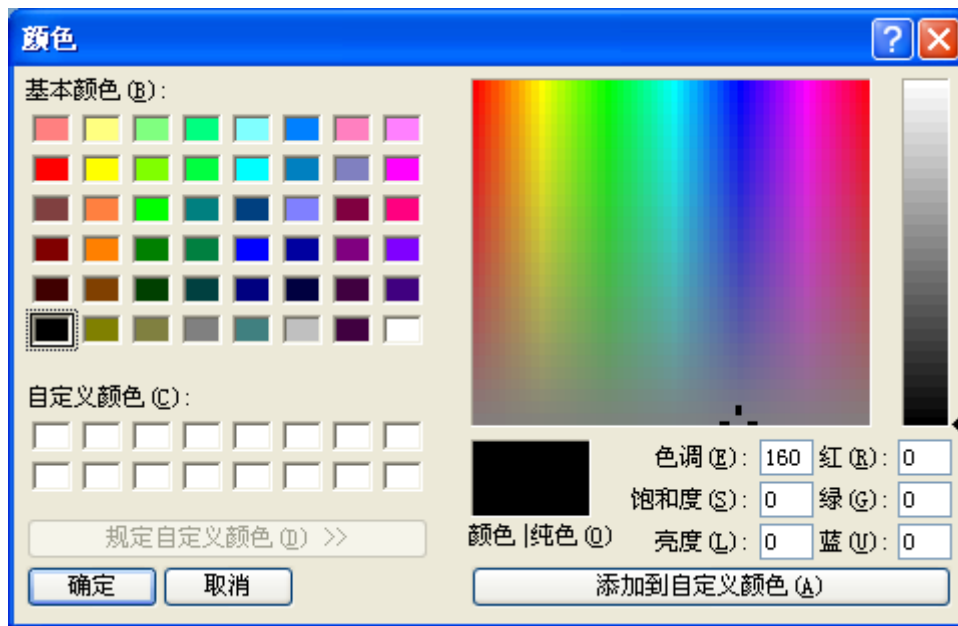 颜色
基本颜色(B):
自定义颜色(C):
规定自定义颜色(D) >>
确定 取消
色调(E): 160 红(R): 0
饱和度(S): 0 绿(G): 0
颜色|纯色(O) 亮度(L): 0 蓝(U): 0
添加到自定义颜色(A)